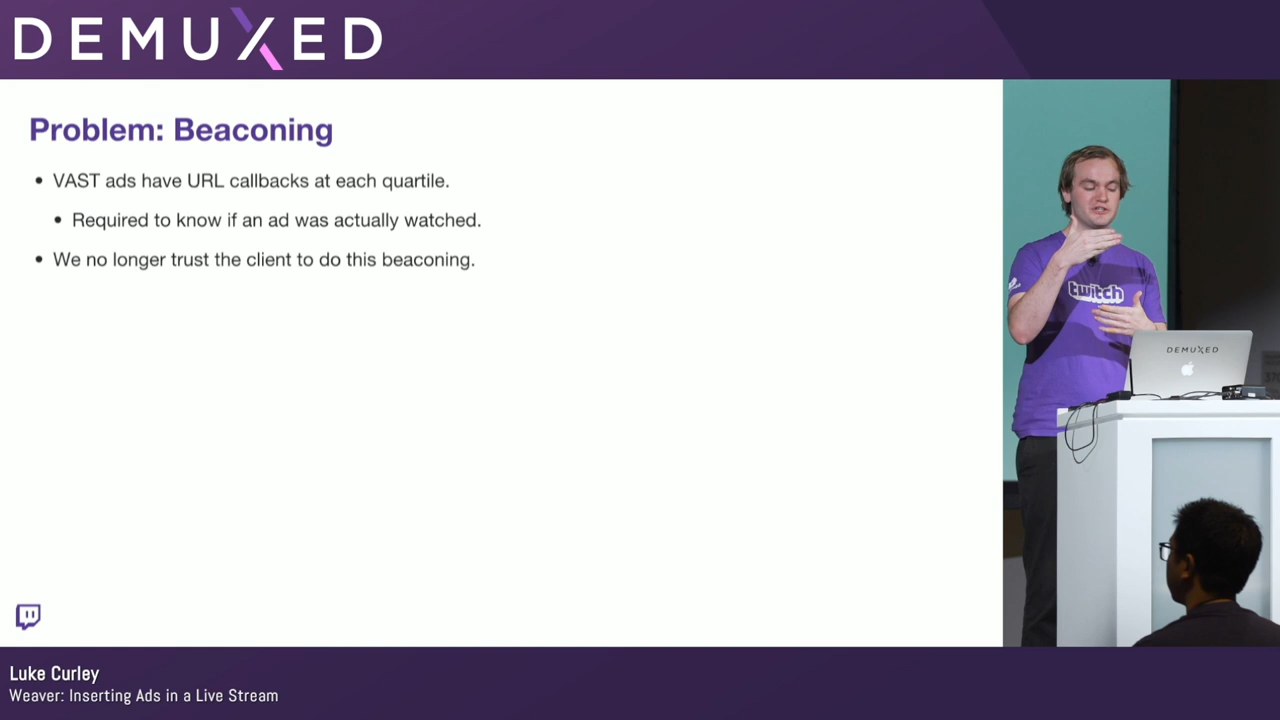 DEMUXED
Problem: Beaconing
• VAST ads have URL callbacks at each quartile.
• Required to know if an ad was actually watched.
• We no longer trust the client to do this beaconing.
twitch
DEMUXED
Luke Curley
Weaver: Inserting Ads in a Live Stream